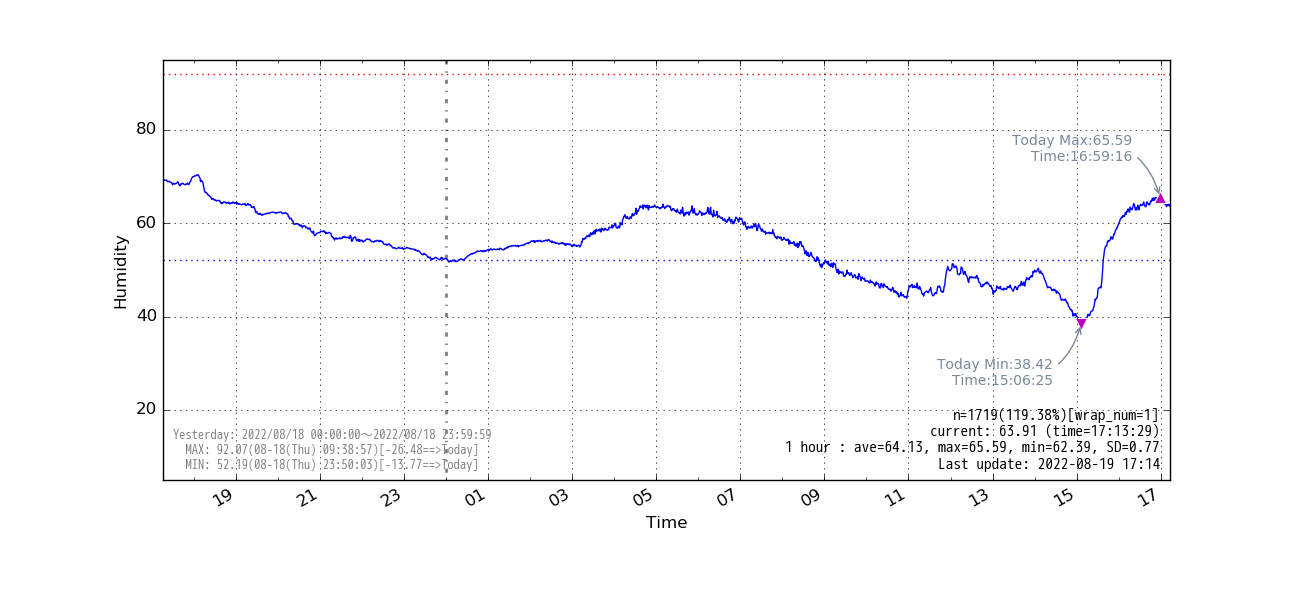 80
60
40
20
Humidity
Today Max:65.59
Time:16:59:16
Today Min:38.42
Time:15:06:25
Yesterday: 2022/08/18 00:00:00～2022/08/18 23:59:59
MAX: 92.07(08-18(Thu) 09:38:57)[-26.48==>Today]
MIN: 52.19(08-18(Thu) 23:50:03)[-13.77==>Today]
n=1719(119.38%)[wrap_num=1]
current: 63.91 (time=17:13:29)
1 hour : ave=64.13, max=65.59, min=62.39, SD=0.77
Last update: 2022-08-19 17:14
19 21 23 01 03 05 07 09 11 13 15 17
Time